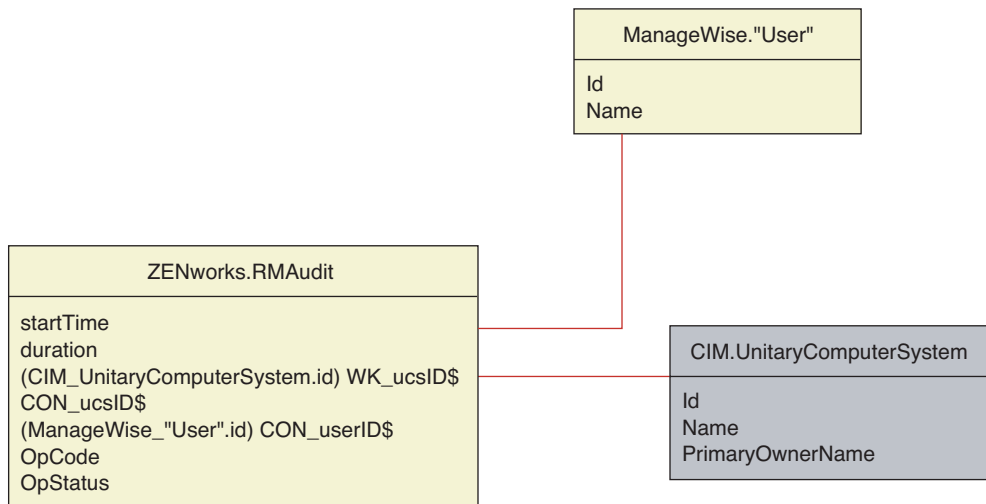 ManageWise."User"
Id
Name
ZENworks.RMAudit
startTime
duration
(CIM_UnitaryComputerSystem.id) WK_ucsID$
CON_ucsID$
(ManageWise_"User".id) CON_userID$
OpCode
OpStatus
CIM.UnitaryComputerSystem
Id
Name
PrimaryOwnerName